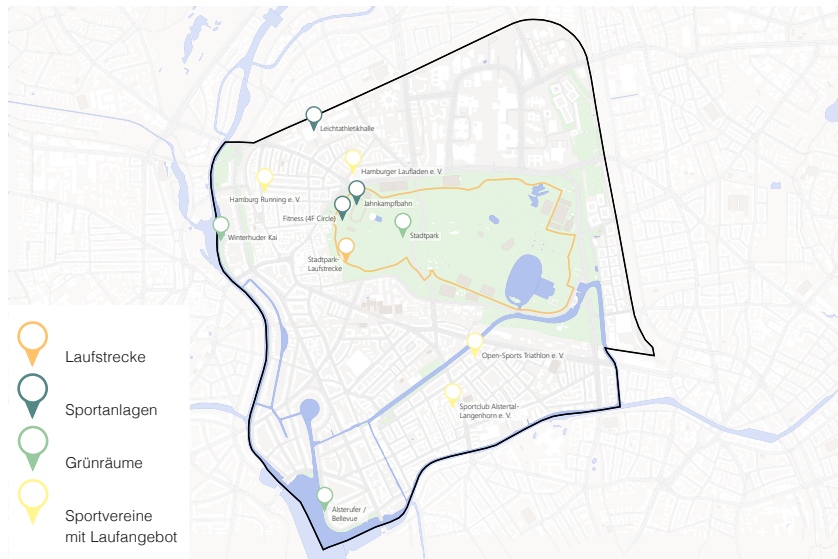 Leichtathletikhalle
Hamburger Laufladen e. V.
Hamburg Running e. V.
Jahnkampfbahn
Fitness (4F Circle)
Stadtpark
Winterhuder Kai
Stadtpark-
Laufstrecke
Open-Sports Triathlon e. V.
Sportclub Alstertal-
Langenhorn e. V.
Alsterufer /
Bellevue
Laufstrecke
Sportanlagen
Grünräume
Sportvereine
mit Laufangebot